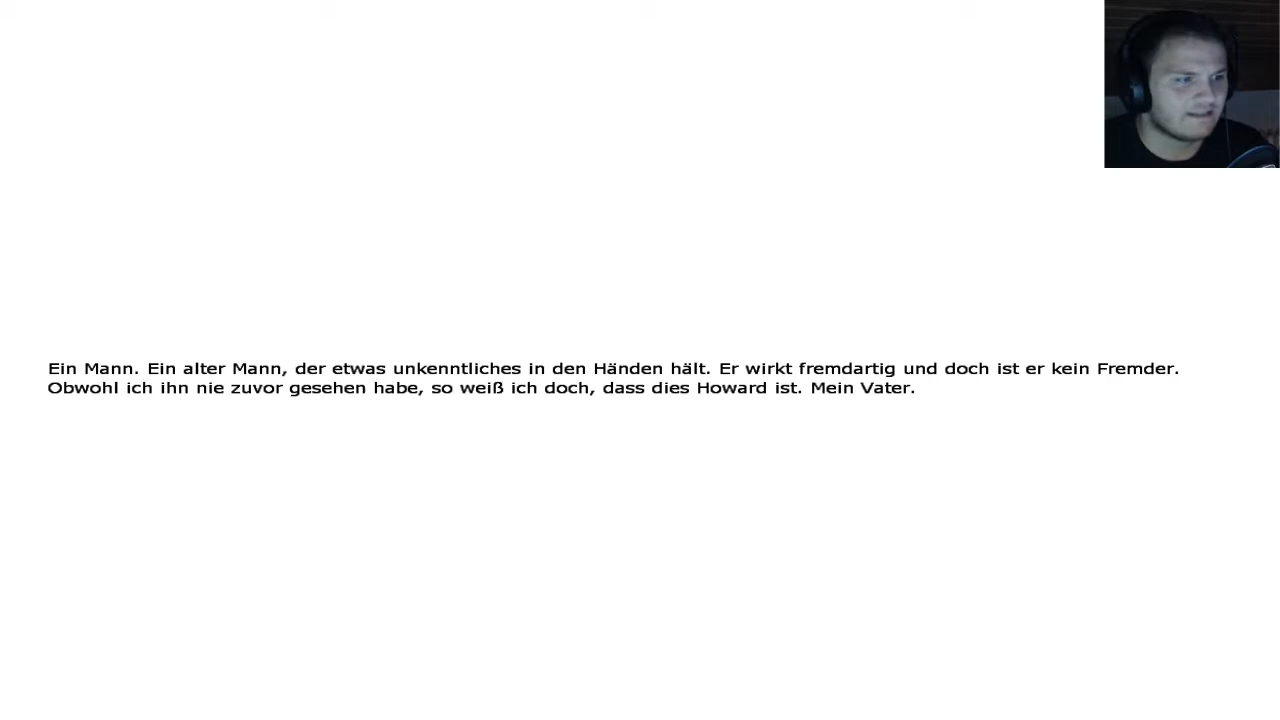 Ein Mann. Ein alter Mann, der etwas unkenntliches in den Händen hält. Er wirkt fremdartig und doch ist er kein Fremder.
Obwohl ich ihn nie zuvor gesehen habe, so weiß ich doch, dass dies Howard ist. Mein Vater.